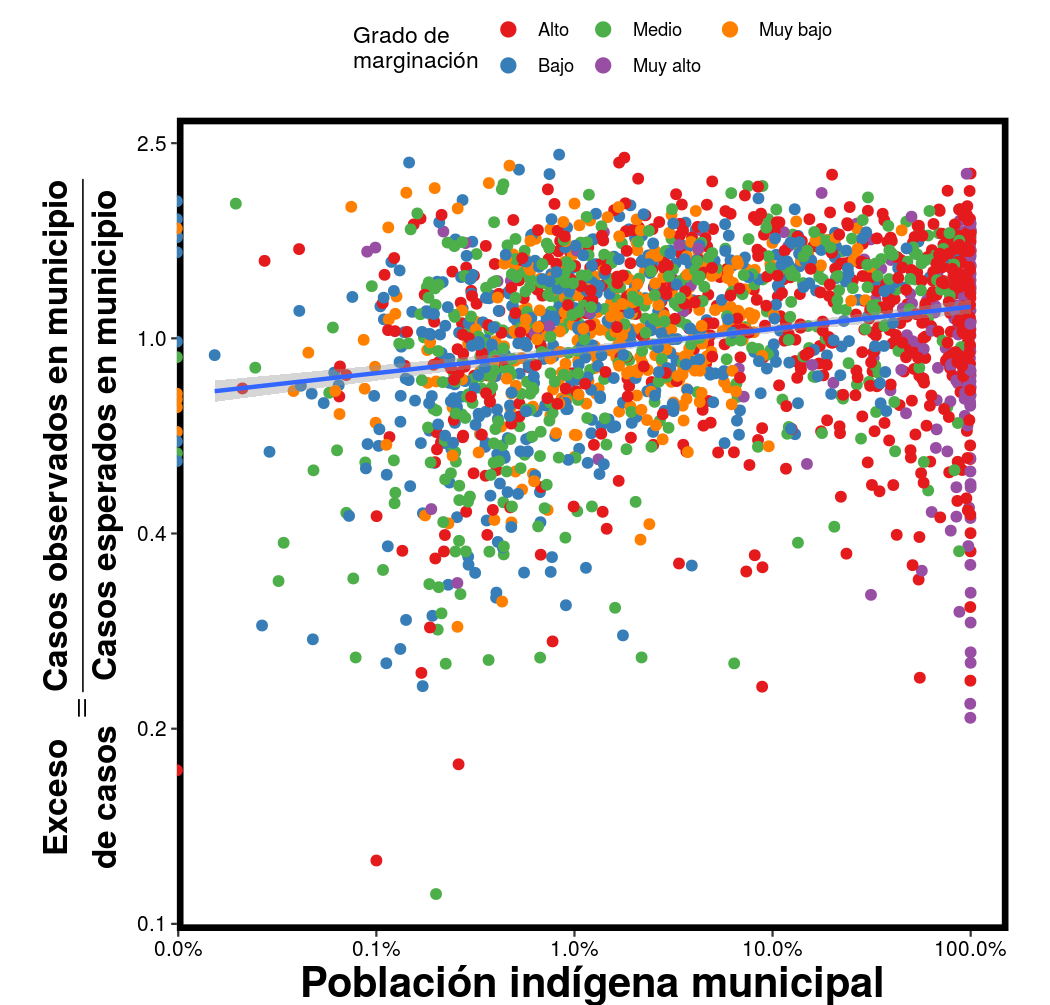 Grado de
marginación
Alto
Medio
Muy bajo
Bajo
Muy alto
Exceso
de casos
=
Casos observados en municipio
Casos esperados en municipio
2.5
1.0
0.4
0.2
0.1
0.0%
0.1%
1.0%
10.0%
100.0%
Población indígena municipal